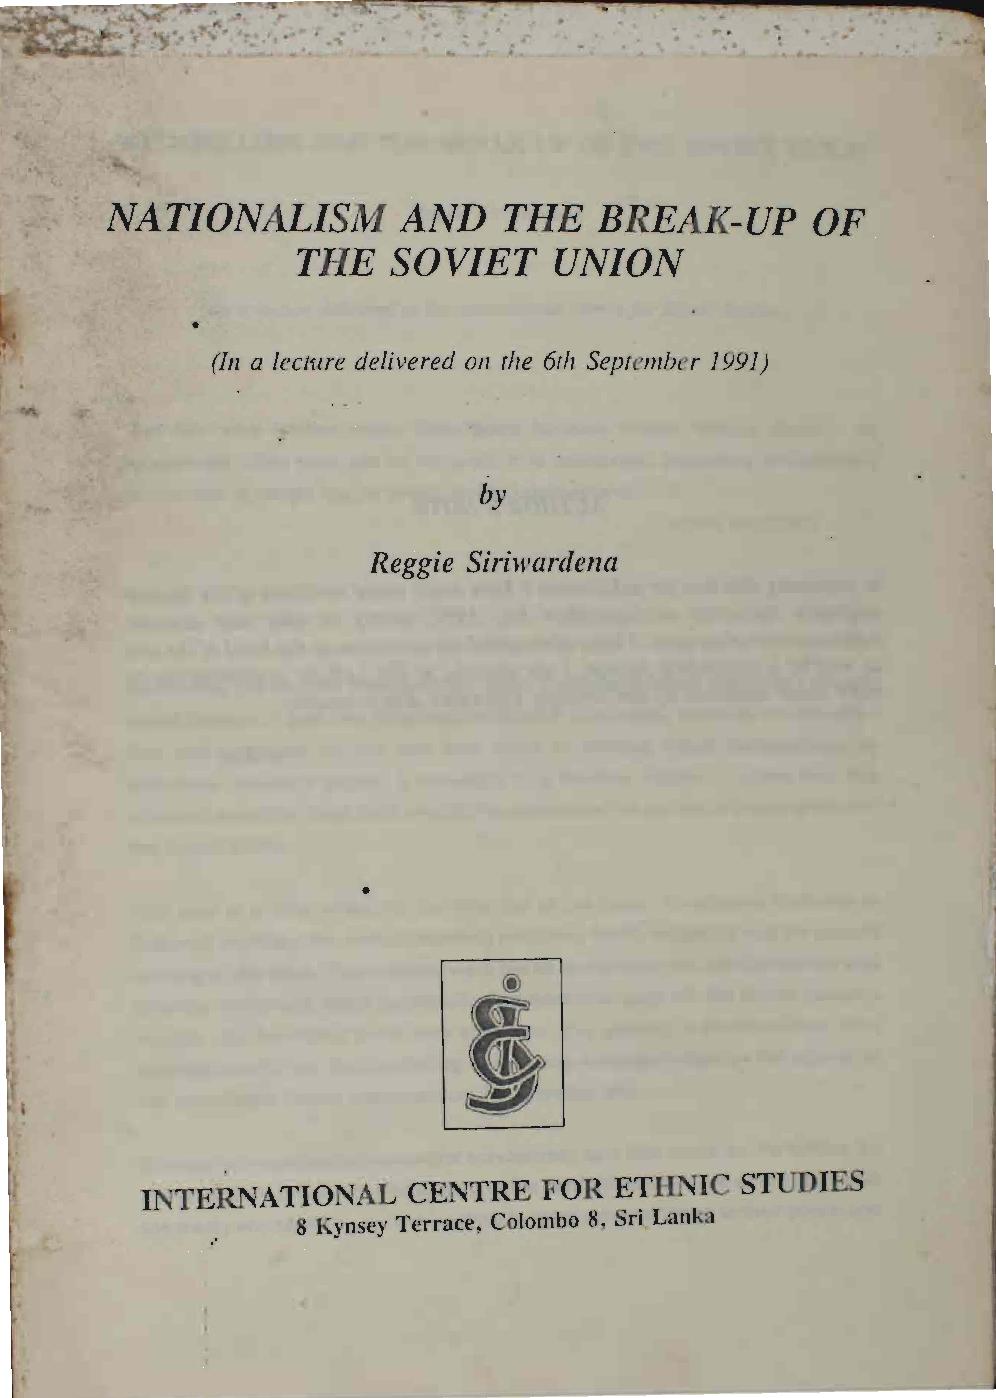 NATIONALISM AND THE BREAK-UP OF
THE SOVIET UNION
(In a lecture delivered on the 6th September 1991)
by
Reggie Siriwardena
INTERNATIONAL CENTRE FOR ETHNIC STUDIES
8 Kynsey Terrace, Colombo 8, Sri Lanka